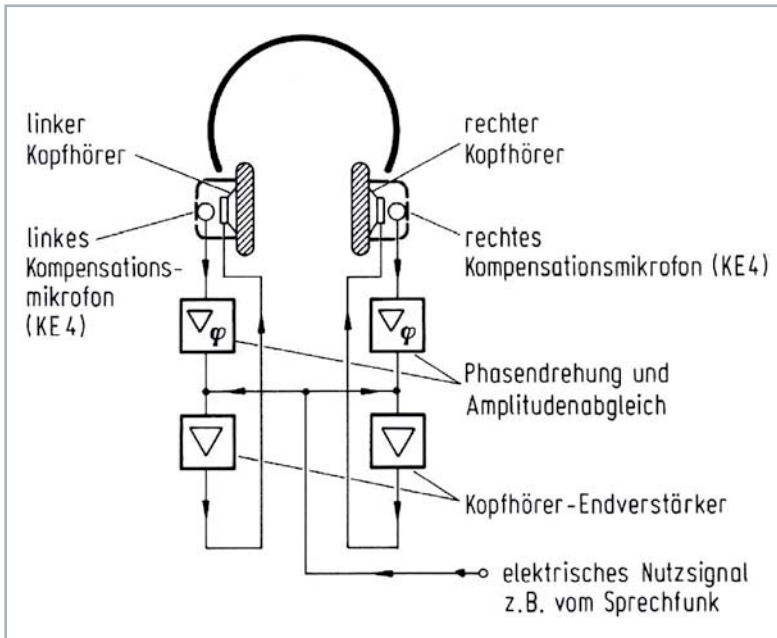 linker
Kopfhörer
rechter
Kopfhörer
linkes
Kompensations-
mikrofon
(KE4)
rechtes
Kompensationsmikrofon (KE4)
φ
φ
Phasendrehung und
Amplitudenabgleich
Kopfhörer-Endverstärker
elektrisches Nutzsignal
z.B. vom Sprechfunk